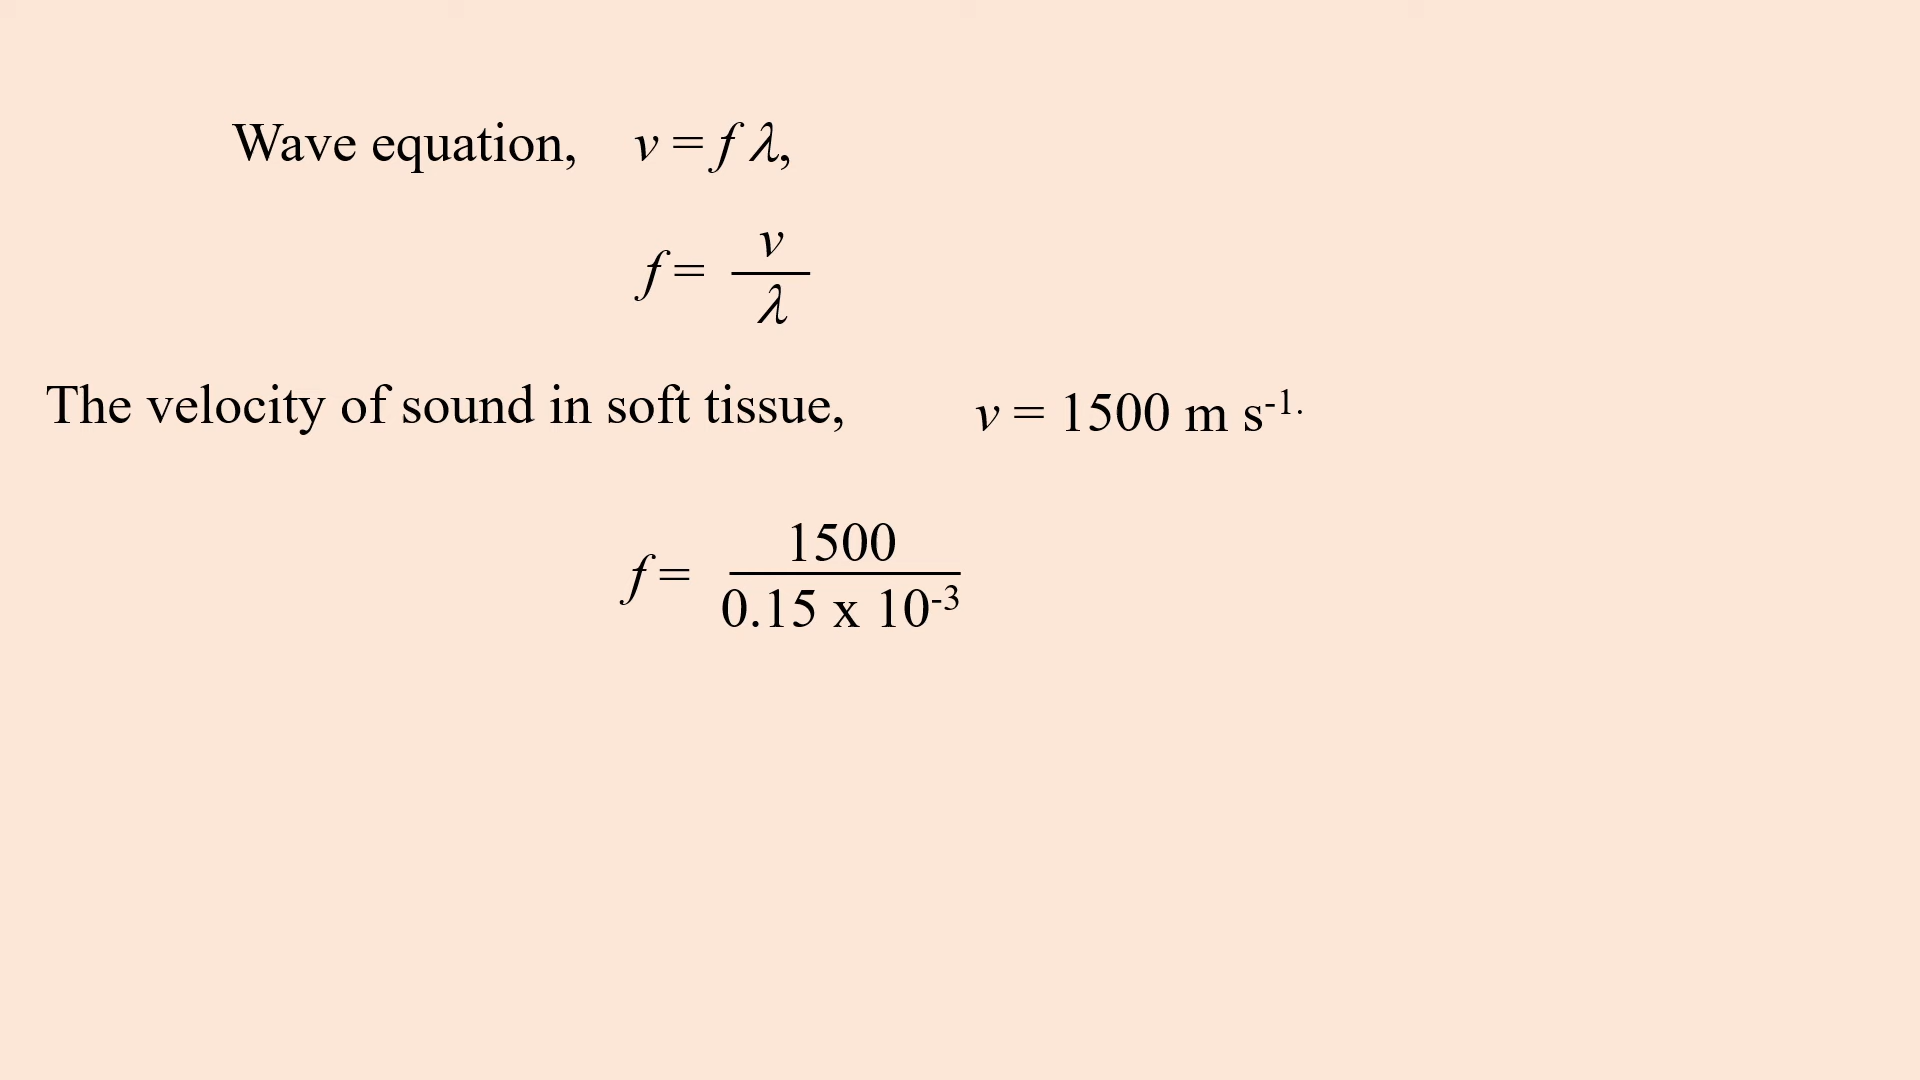 Wave equation, v = f λ,
f = v / λ
The velocity of sound in soft tissue, v = 1500 m s⁻¹·
f = 1500 / 0.15 x 10⁻³